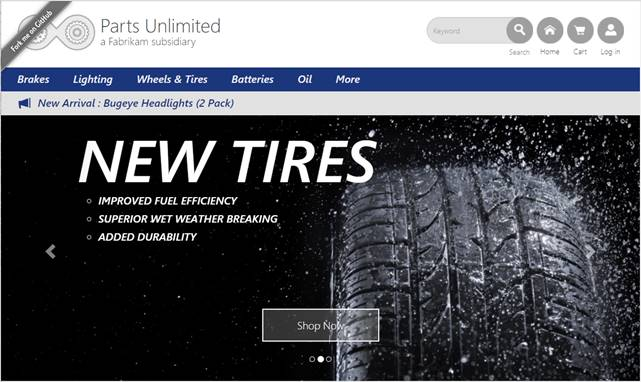 Fork me on GitHub
Parts Unlimited
a Fabrikam subsidiary
Keyword
Search
Home
Cart
Log in
Brakes Lighting Wheels & Tires Batteries Oil More
New Arrival : Bugeye Headlights (2 Pack)
NEW TIRES
IMPROVED FUEL EFFICIENCY
SUPERIOR WET WEATHER BREAKING
ADDED DURABILITY
Shop Now